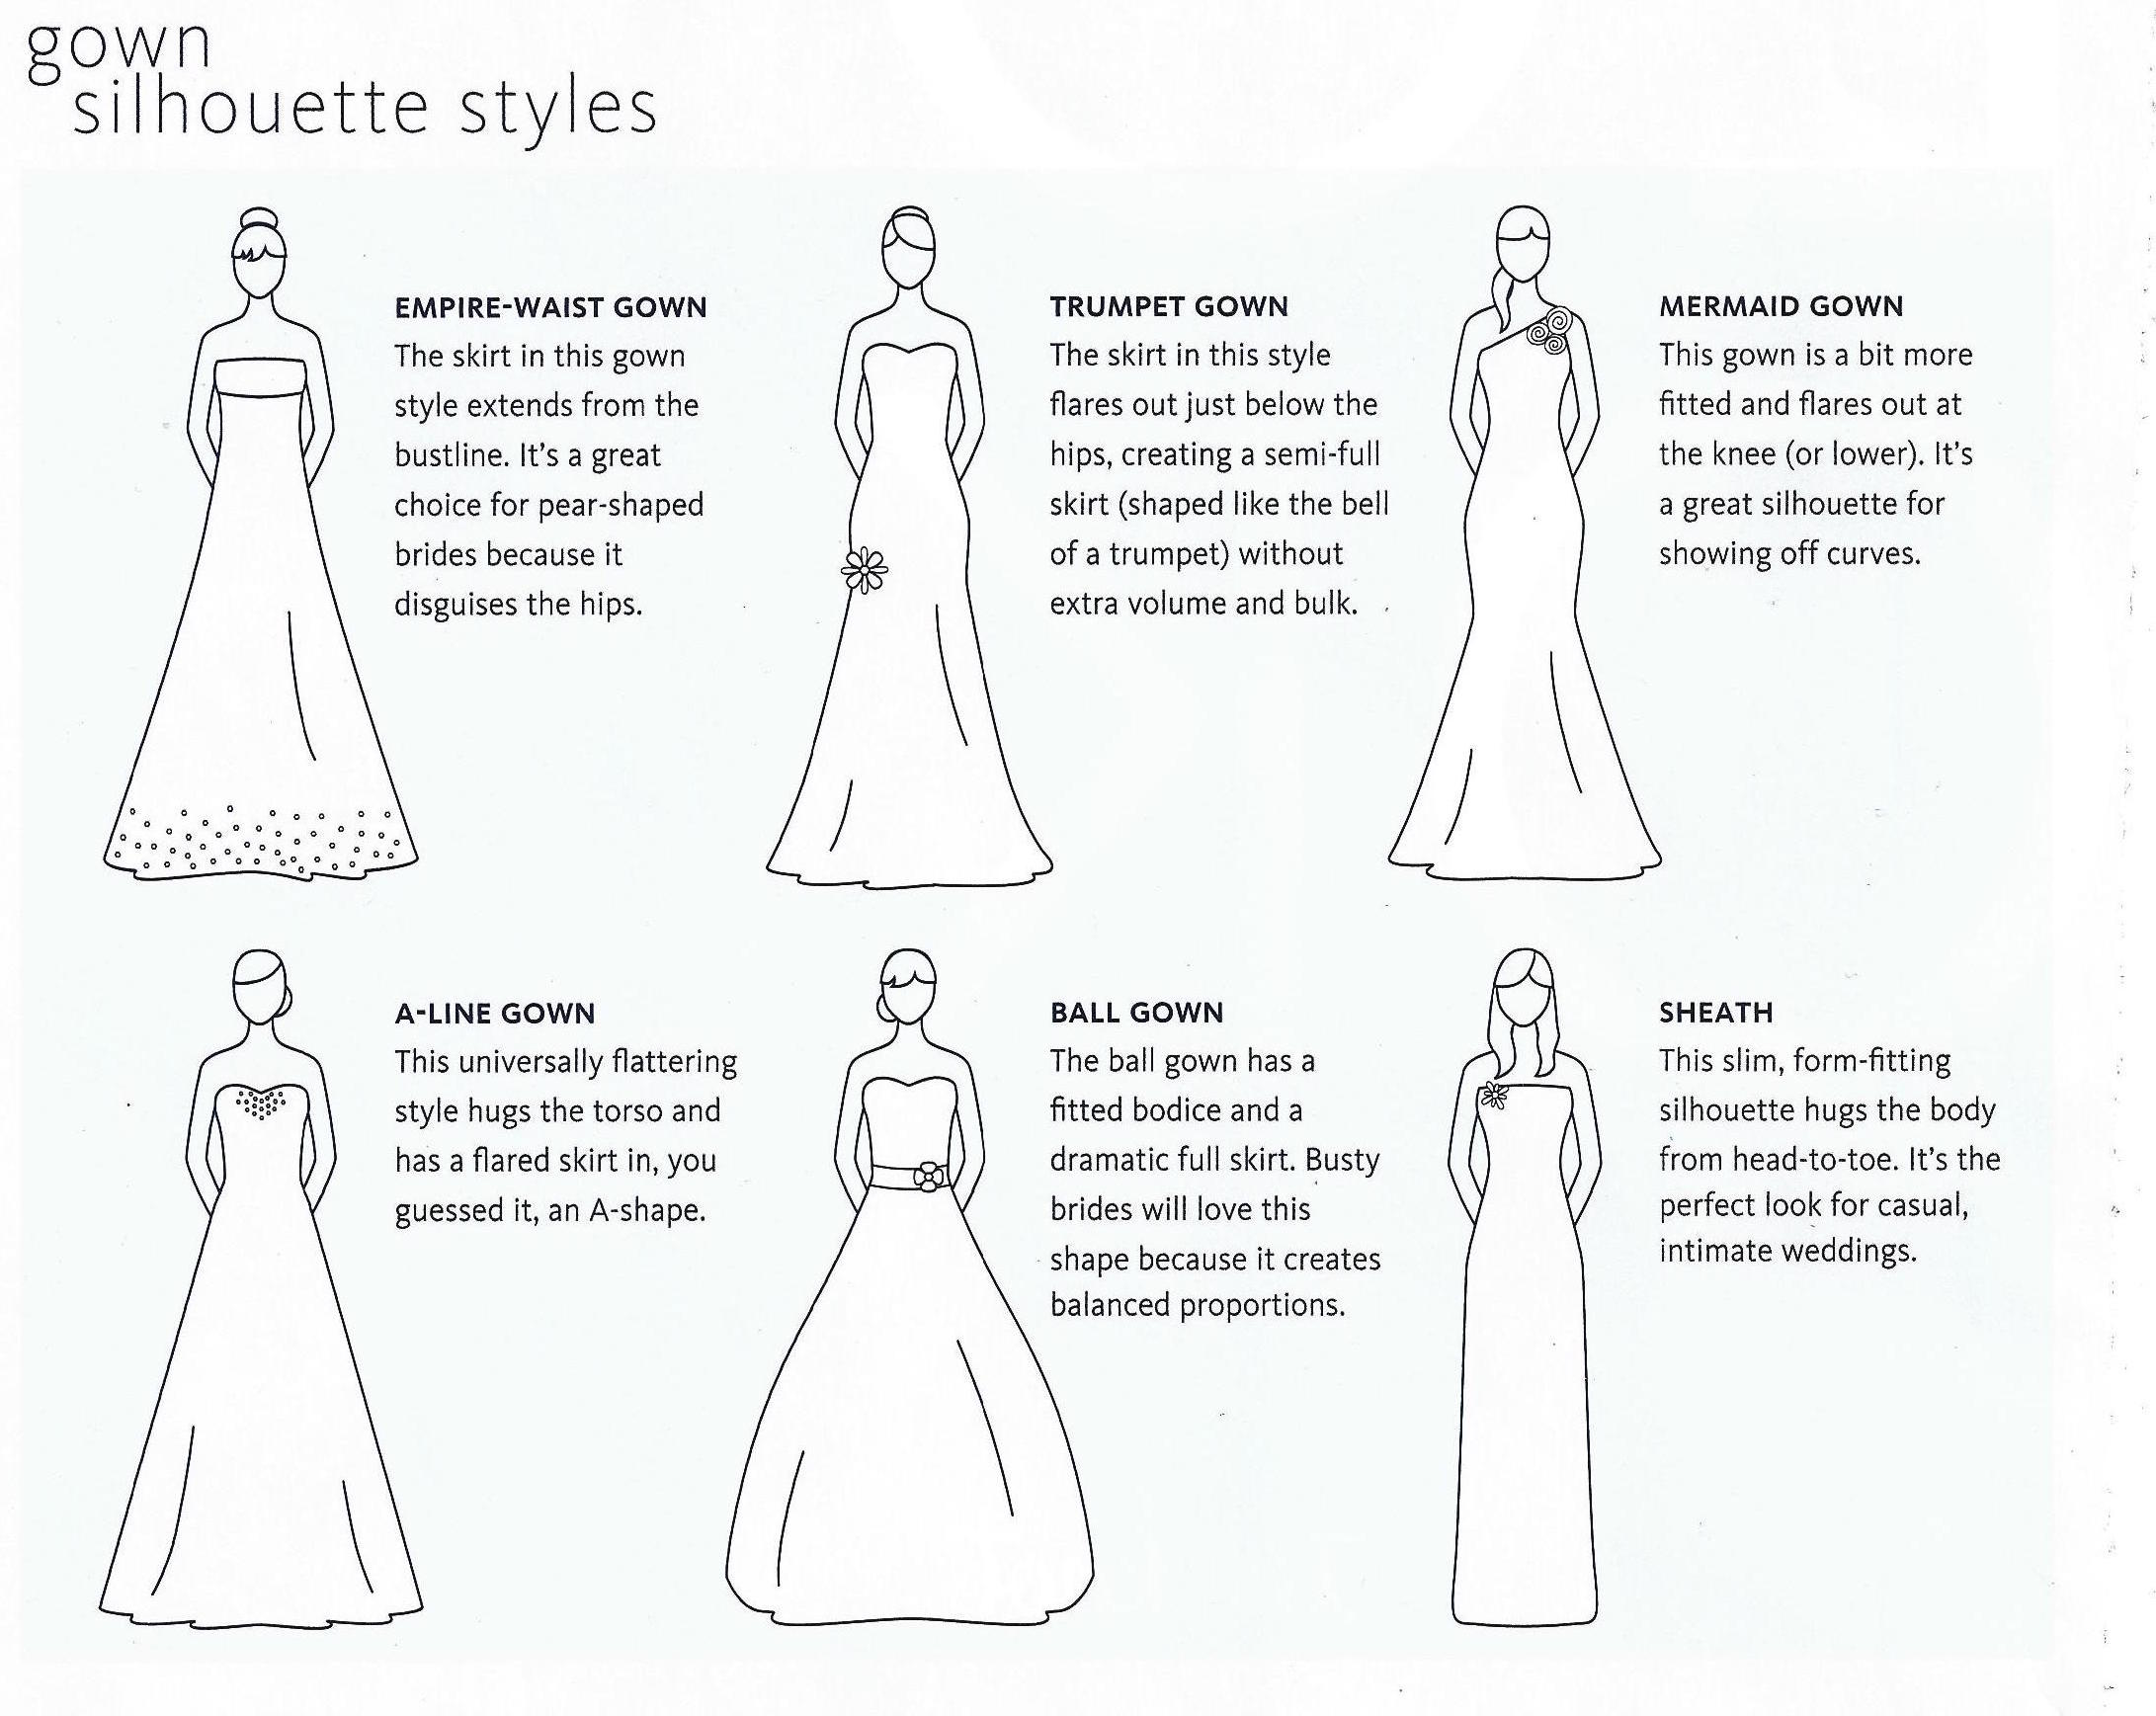 gown
silhouette styles
EMPIRE-WAIST GOWN
The skirt in this gown
style extends from the
bustline. It's a great
choice for pear-shaped
brides because it
disguises the hips.
TRUMPET GOWN
The skirt in this style
flares out just below the
hips, creating a semi-full
skirt (shaped like the bell
of a trumpet) without
extra volume and bulk.
MERMAID GOWN
This gown is a bit more
fitted and flares out at
the knee (or lower). It's
a great silhouette for
showing off curves.
A-LINE GOWN
This universally flattering
style hugs the torso and
has a flared skirt in, you
guessed it, an A-shape.
BALL GOWN
The ball gown has a
fitted bodice and a
dramatic full skirt. Busty
brides will love this
shape because it creates
balanced proportions.
SHEATH
This slim, form-fitting
silhouette hugs the body
from head-to-toe. It's the
perfect look for casual,
intimate weddings.